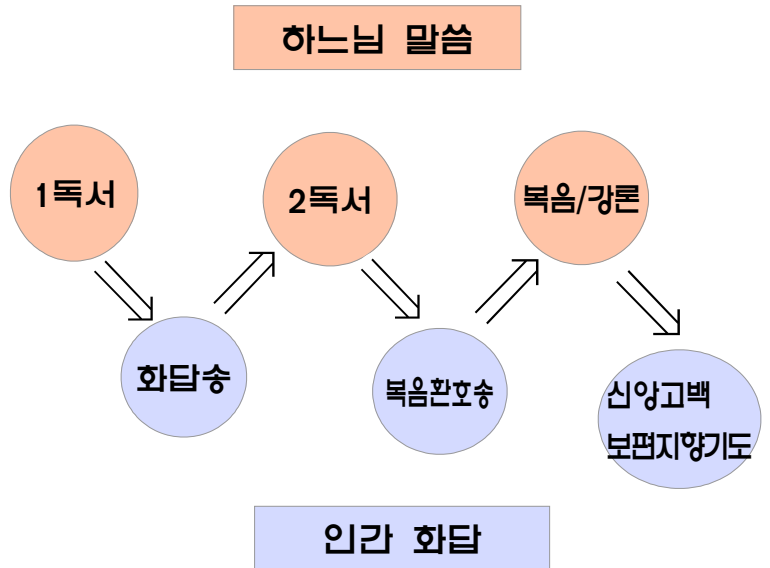 하느님 말씀
1독서
2독서
복음/강론
화답송
복음환호송
신앙고백
보편지향기도
인간 화답